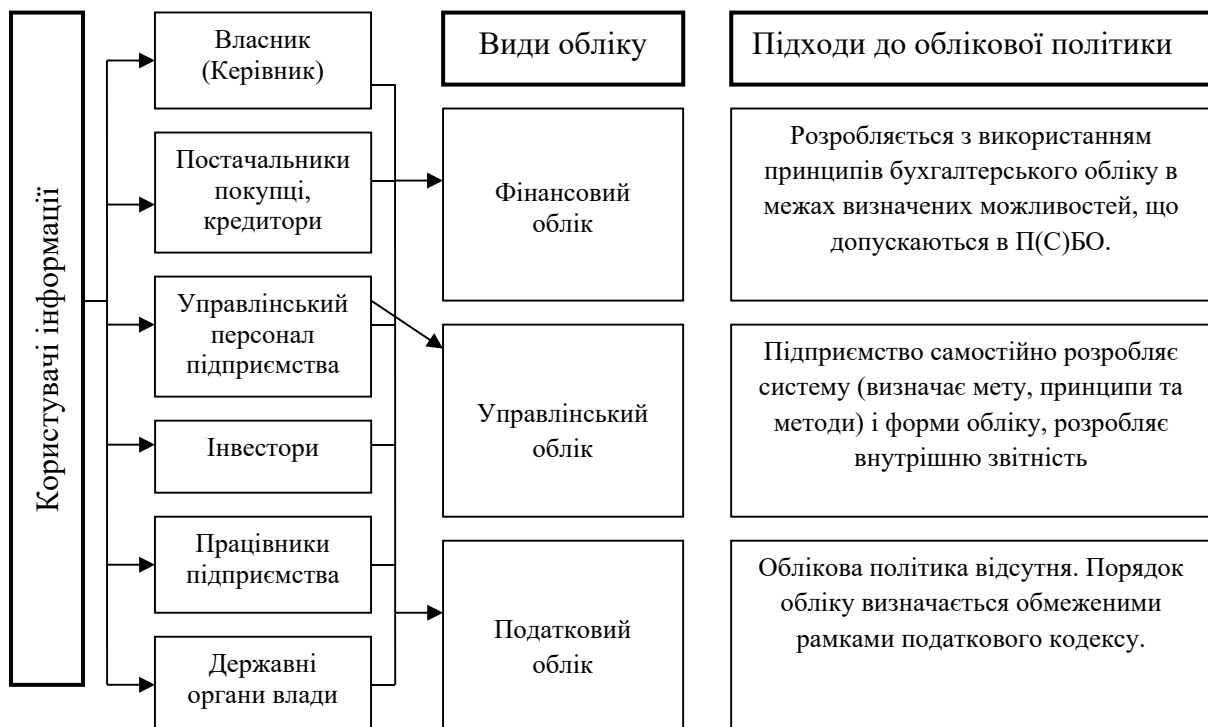 Користувачі інформації
Власник
(Керівник)
Постачальники
покупці,
кредитори
Управлінський
персонал
підприємства
Інвестори
Працівники
підприємства
Державні
органи влади
Види обліку
Фінансовий
облік
Управлінський
облік
Податковий
облік
Підходи до облікової політики
Розробляється з використанням
принципів бухгалтерського обліку в
межах визначених можливостей, що
допускаються в П(С)БО.
Підприємство самостійно розробляє
систему (визначає мету, принципи та
методи) і форми обліку, розробляє
внутрішню звітність
Облікова політика відсутня. Порядок
обліку визначається обмеженими
рамками податкового кодексу.